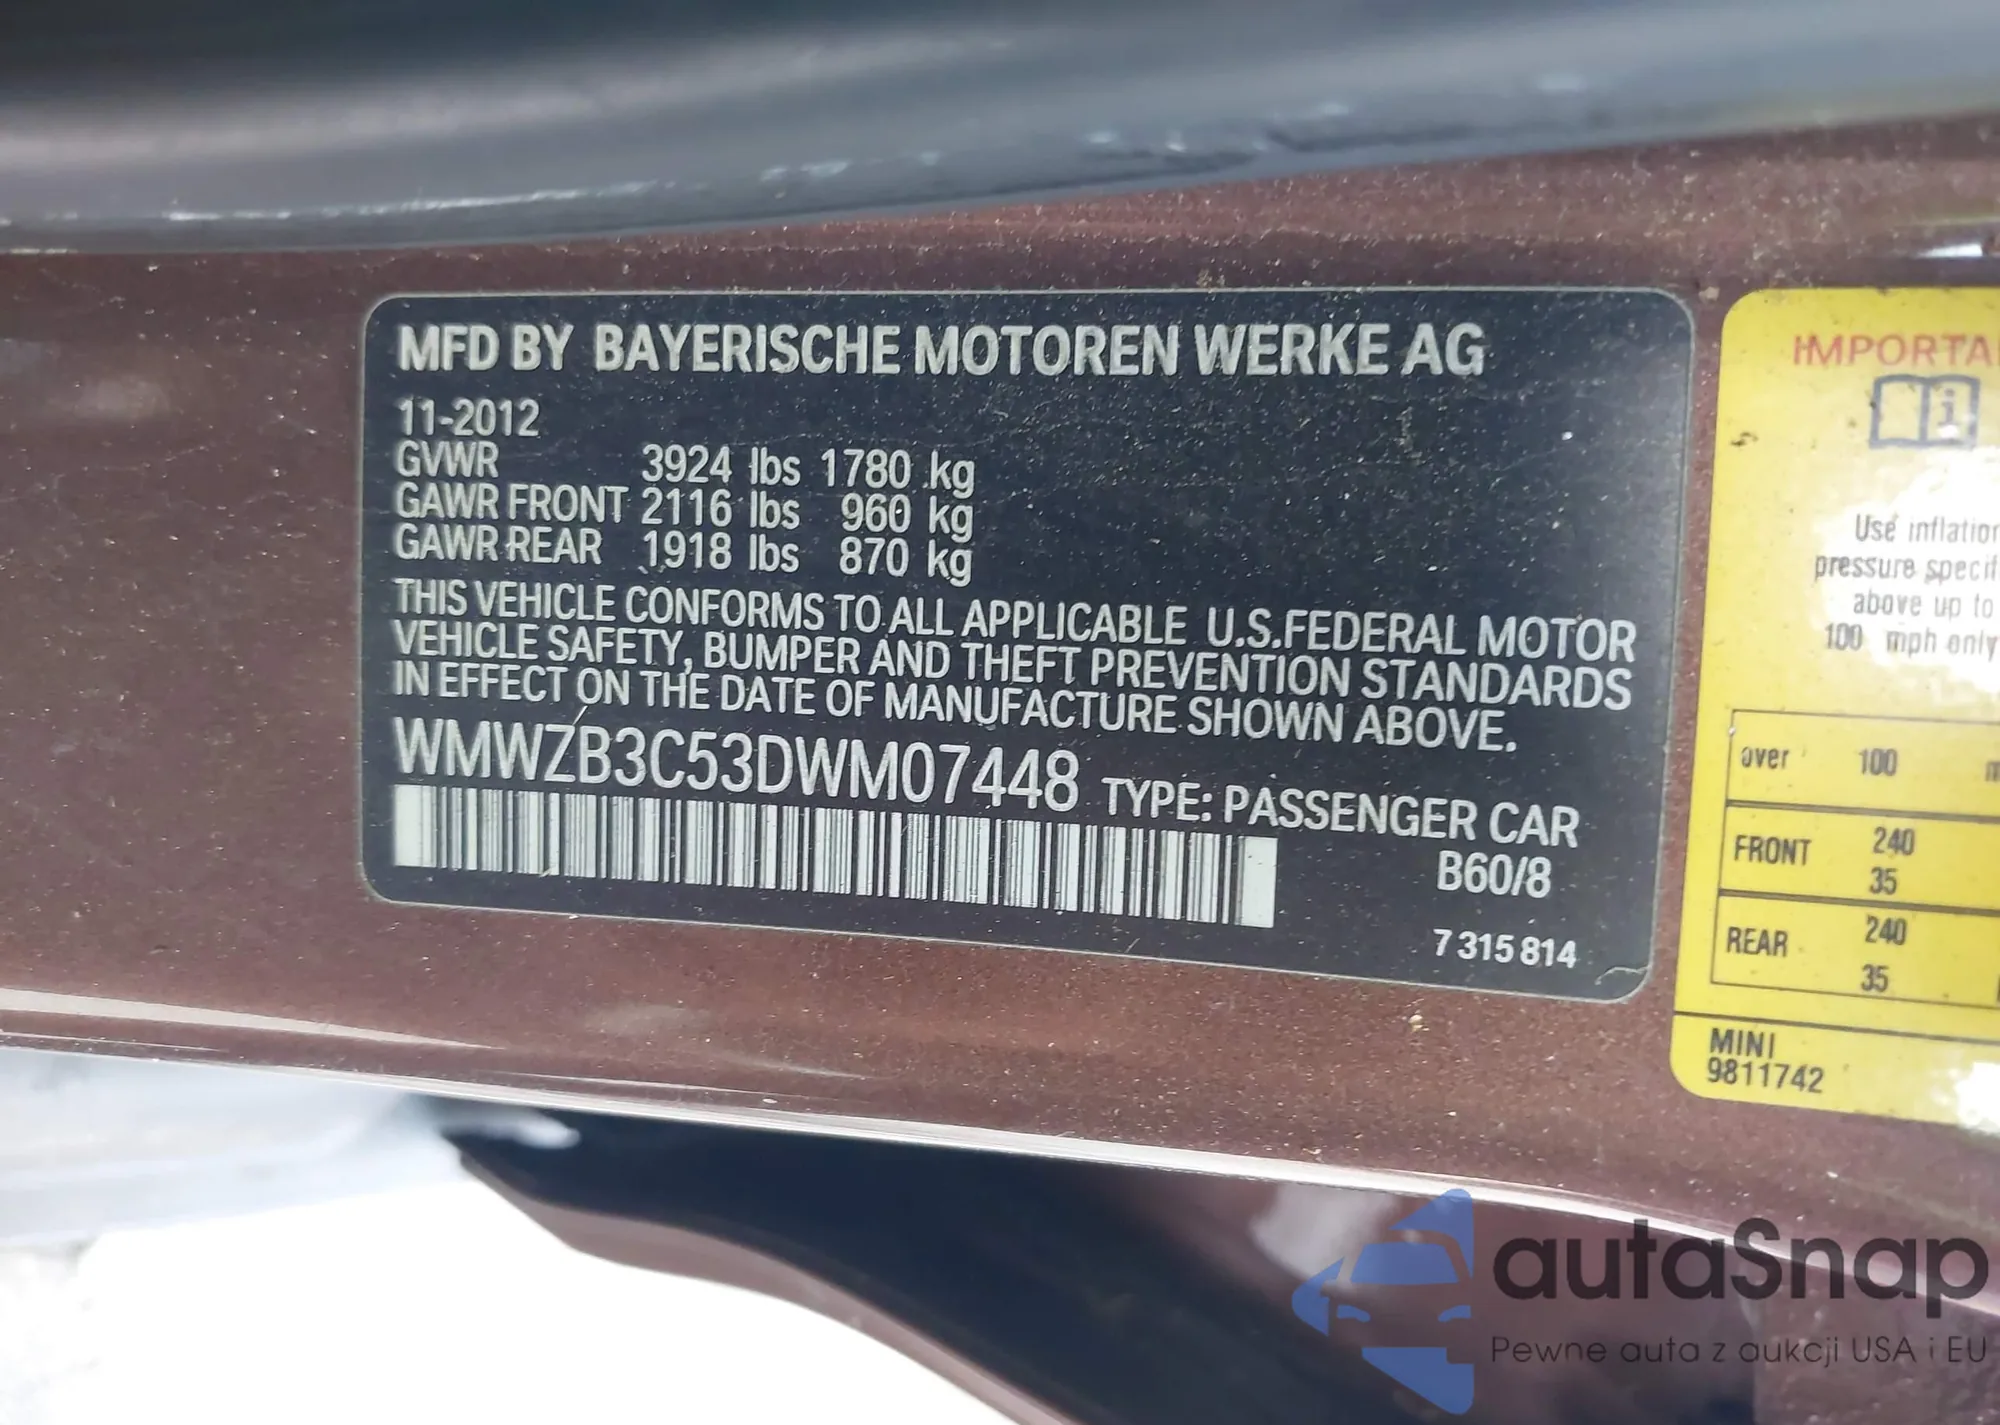 MFD BY BAYERISCHE MOTOREN WERKE AG
11-2012
GVWR 3924 lbs 1780 kg
GAWR FRONT 2116 lbs 960 kg
GAWR REAR 1918 lbs 870 kg
THIS VEHICLE CONFORMS TO ALL APPLICABLE U.S.FEDERAL MOTOR
VEHICLE SAFETY, BUMPER AND THEFT PREVENTION STANDARDS
IN EFFECT ON THE DATE OF MANUFACTURE SHOWN ABOVE.
WMWZB3C53DWM07448 TYPE: PASSENGER CAR
B60/8
7 315 814
i
Use
pressure
above up to
100 mph only
over 100
FRONT 240
35
REAR 240
35
MINI
9811742
autaSnap
Pewne auta z aukcji USA i EU